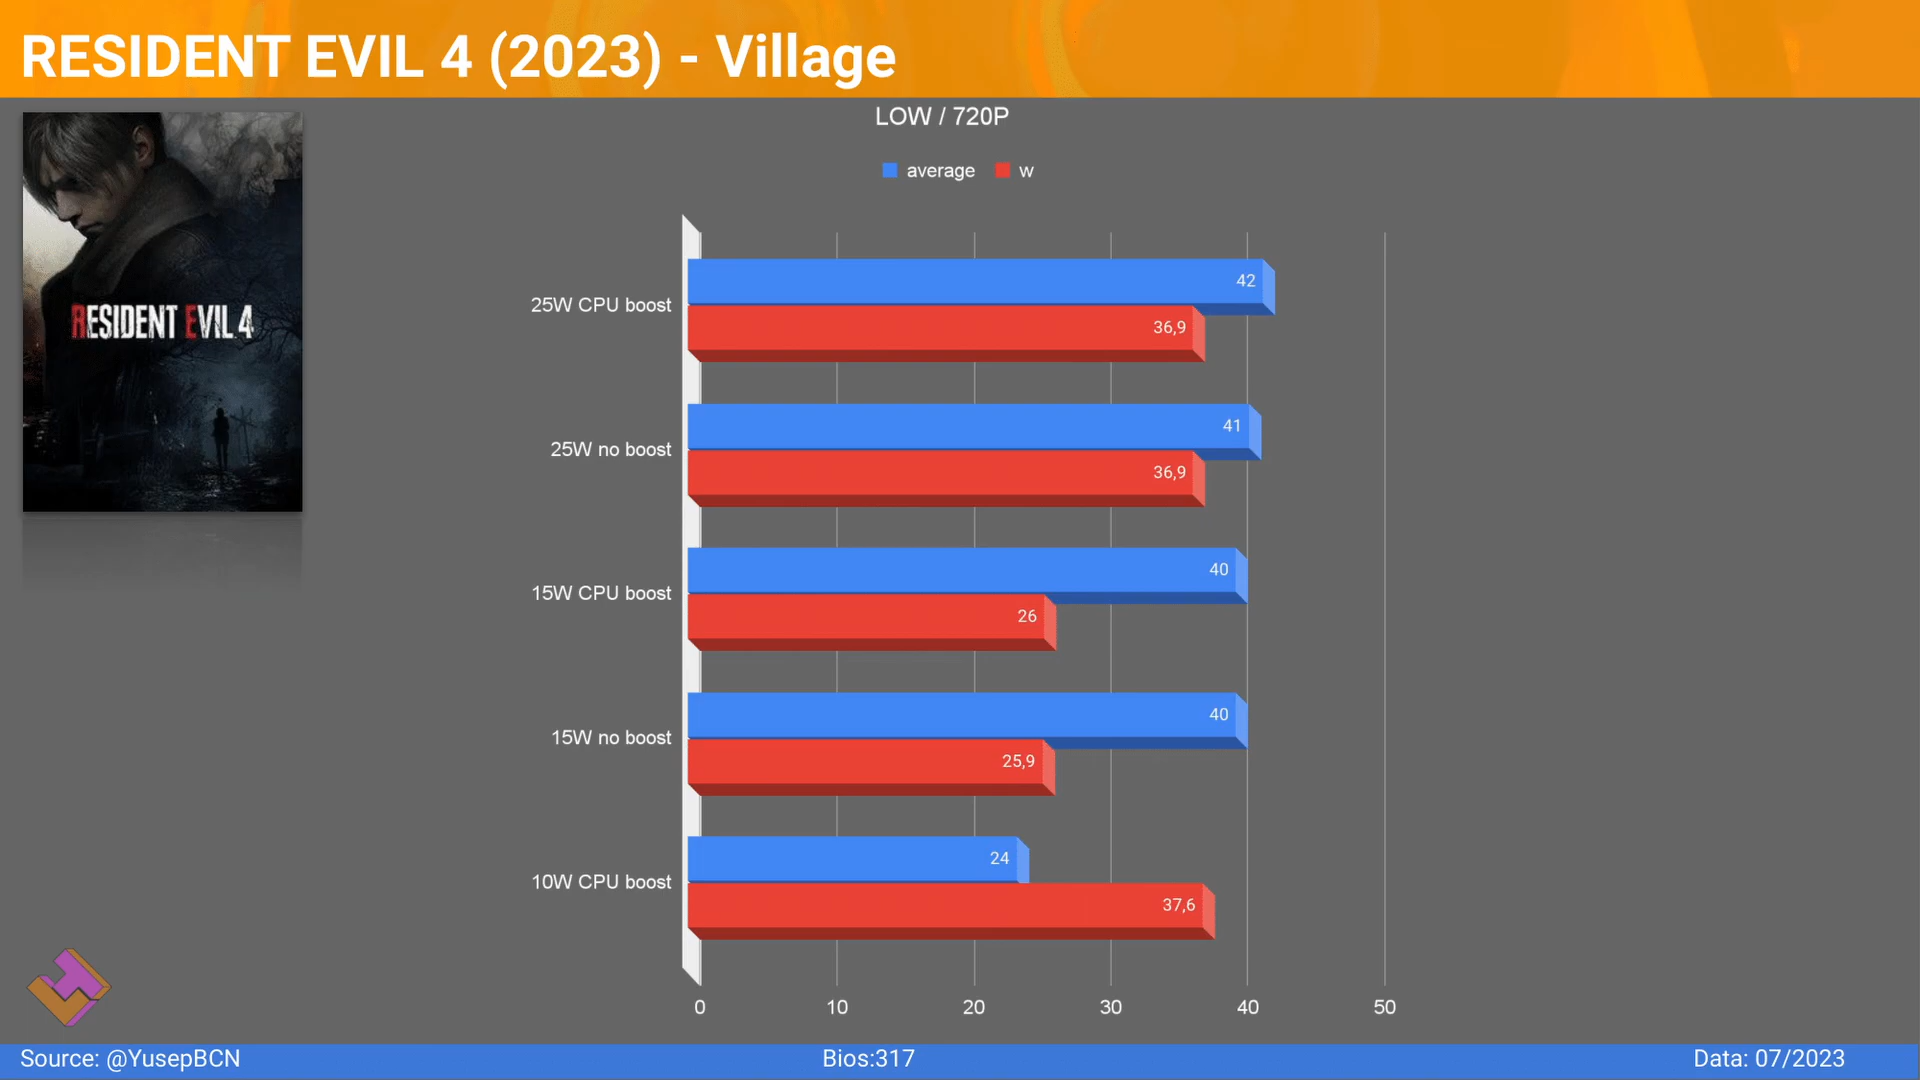 RESIDENT EVIL 4 (2023) - Village
LOW / 720P
average
w
RESIDENT EVIL 4
25W CPU boost
42
36,9
25W no boost
41
36,9
15W CPU boost
40
26
15W no boost
40
25,9
10W CPU boost
24
37,6
0 10 20 30 40 50
Source: @YusepBCN
Bios:317
Data: 07/2023